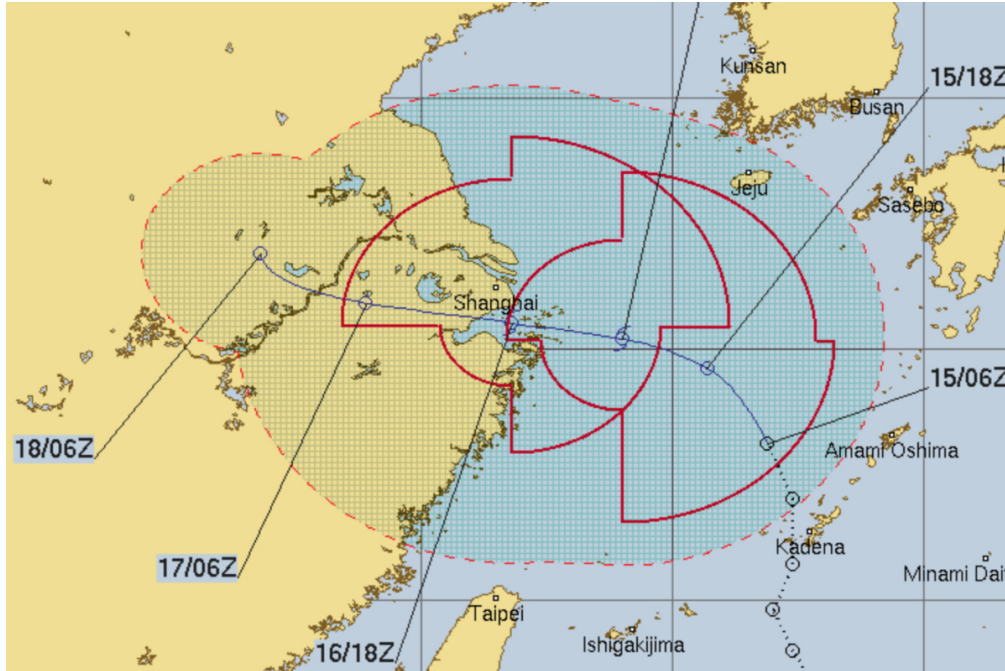 Kunsan
15/18Z
Busan
Jeju
Sasebo
Shanghai
15/06Z
18/06Z
Amami Oshima
Kadena
17/06Z
Minami Dai
Taipei
Ishigakijima
16/18Z